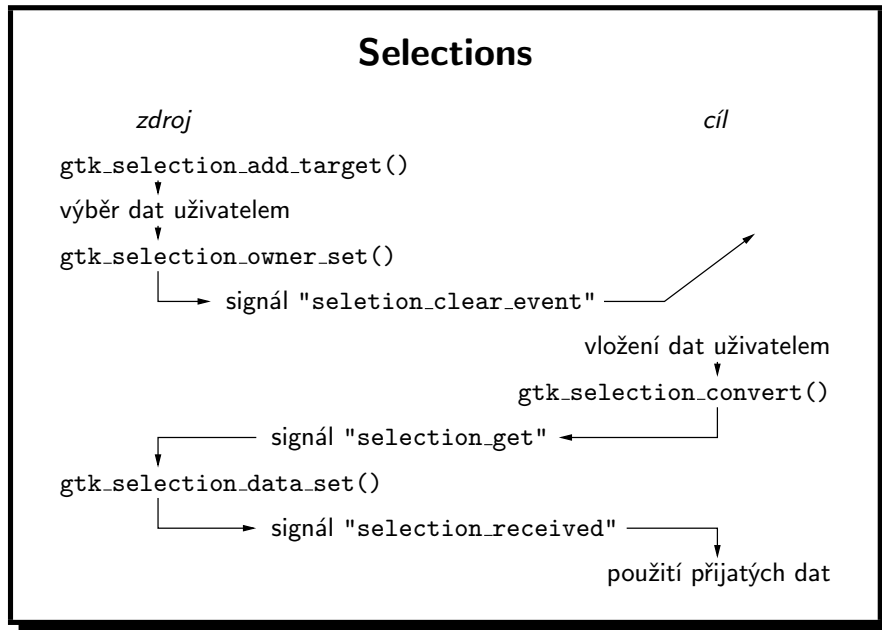 Selections
zdroj cíl
gtk_selection_add_target()
výběr dat uživatelem
gtk_selection_owner_set()
signál "seletion_clear_event"
vložení dat uživatelem
gtk_selection_convert()
signál "selection_get"
gtk_selection_data_set()
signál "selection_received"
použití přijatých dat